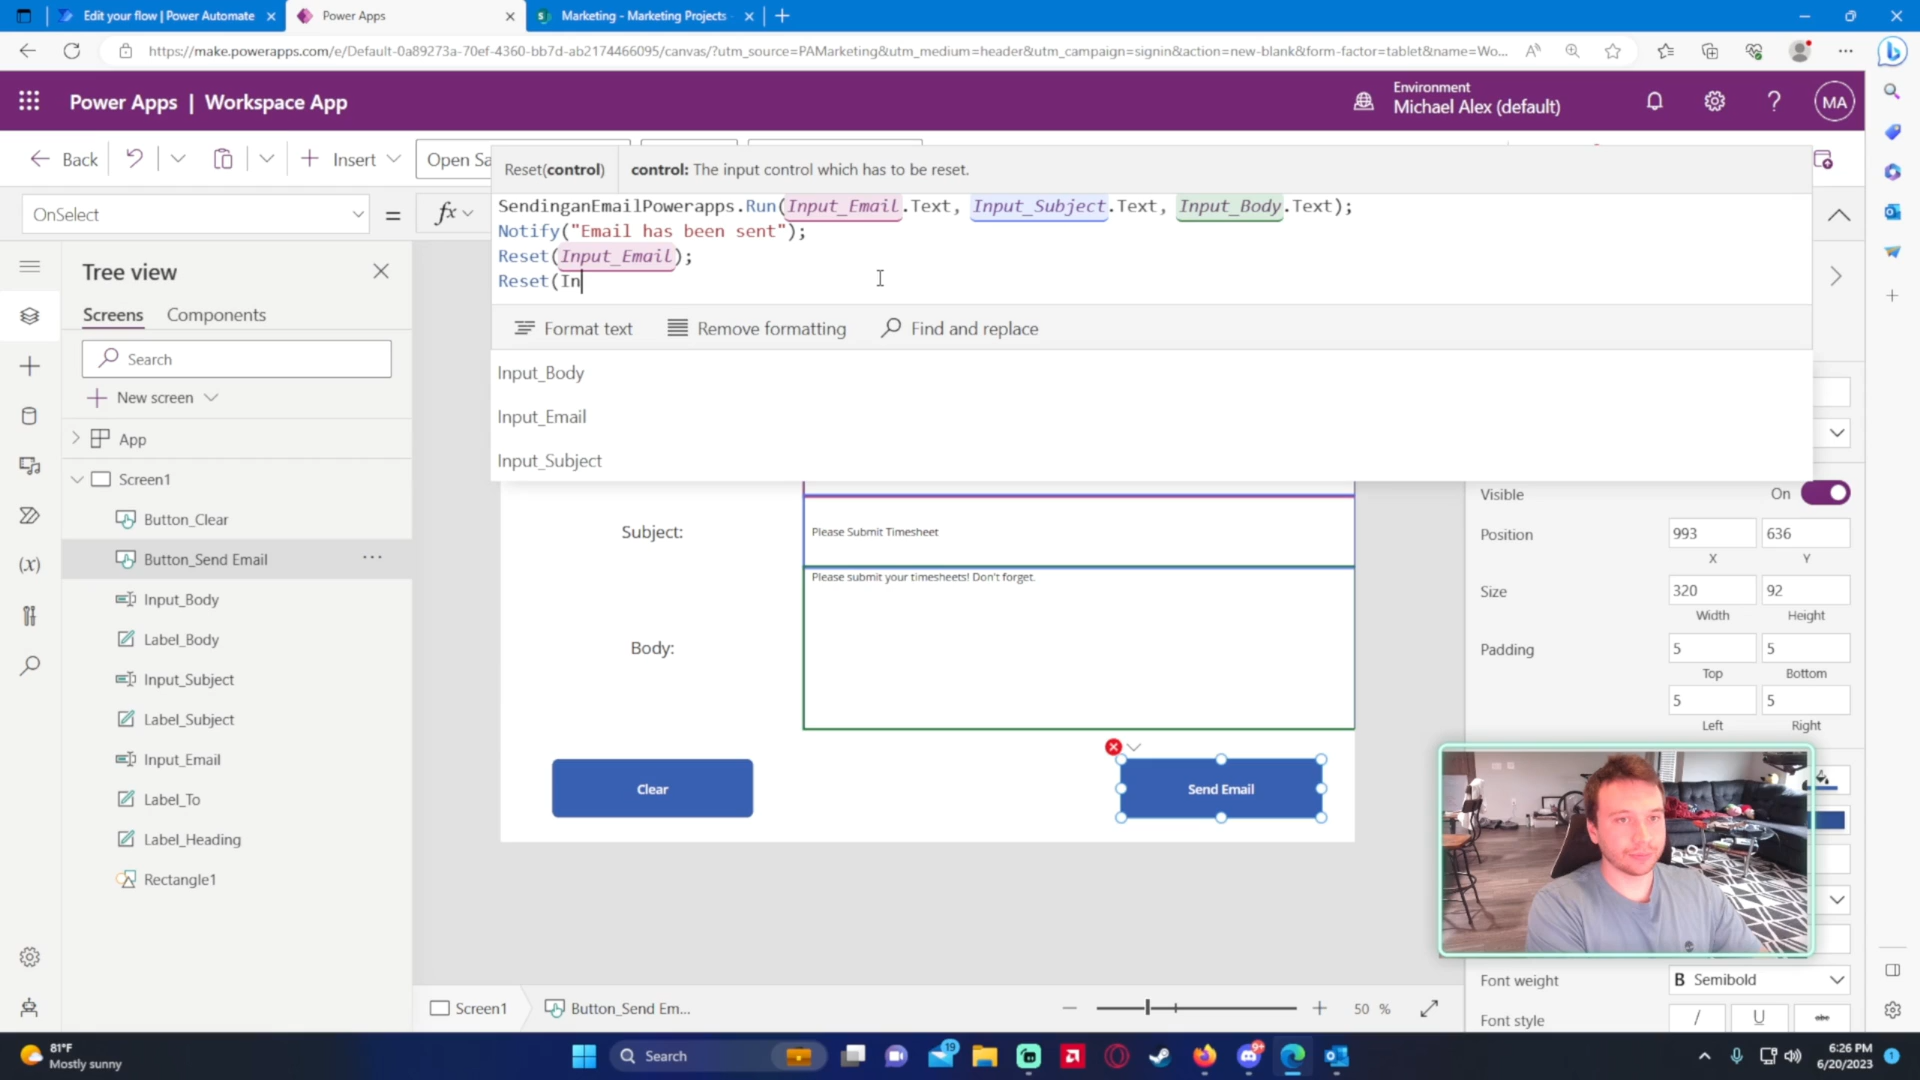 Edit your flow | Power Automate
Power Apps
Marketing - Marketing Projects
https://make.powerapps.com/e/Default-0a89273a-70ef-4360-bb7d-ab2174466095/canvas/?utm_source=PAMarketing&utm_medium=header&utm_campaign=signin&action=new-blank&form-factor=tablet&name=Wo...
Power Apps | Workspace App
Environment
Michael Alex (default)
MA
Back
Insert
Open Sa
Reset(control)
control: The input control which has to be reset.
OnSelect
=
fx
SendinganEmailPowerapps.Run(Input_Email.Text, Input_Subject.Text, Input_Body.Text);
Notify("Email has been sent");
Reset(Input_Email);
Reset(In
Format text
Remove formatting
Find and replace
Input_Body
Input_Email
Input_Subject
Tree view
Screens
Components
Search
New screen
App
Screen1
Button_Clear
Button_Send Email
Input_Body
Label_Body
Input_Subject
Label_Subject
Input_Email
Label_To
Label_Heading
Rectangle1
Subject:
Please Submit Timesheet
Please submit your timesheets! Don't forget.
Body:
Clear
Send Email
Visible
On
Position
993
636
X
Y
Size
320
92
Width
Height
Padding
5
5
Top
Bottom
5
5
Left
Right
Font weight
B Semibold
Font style
/
U
abc
Screen1
Button_Send Em...
50 %
81°F
Mostly sunny
Search
19
9+
6:26 PM
6/20/2023
1